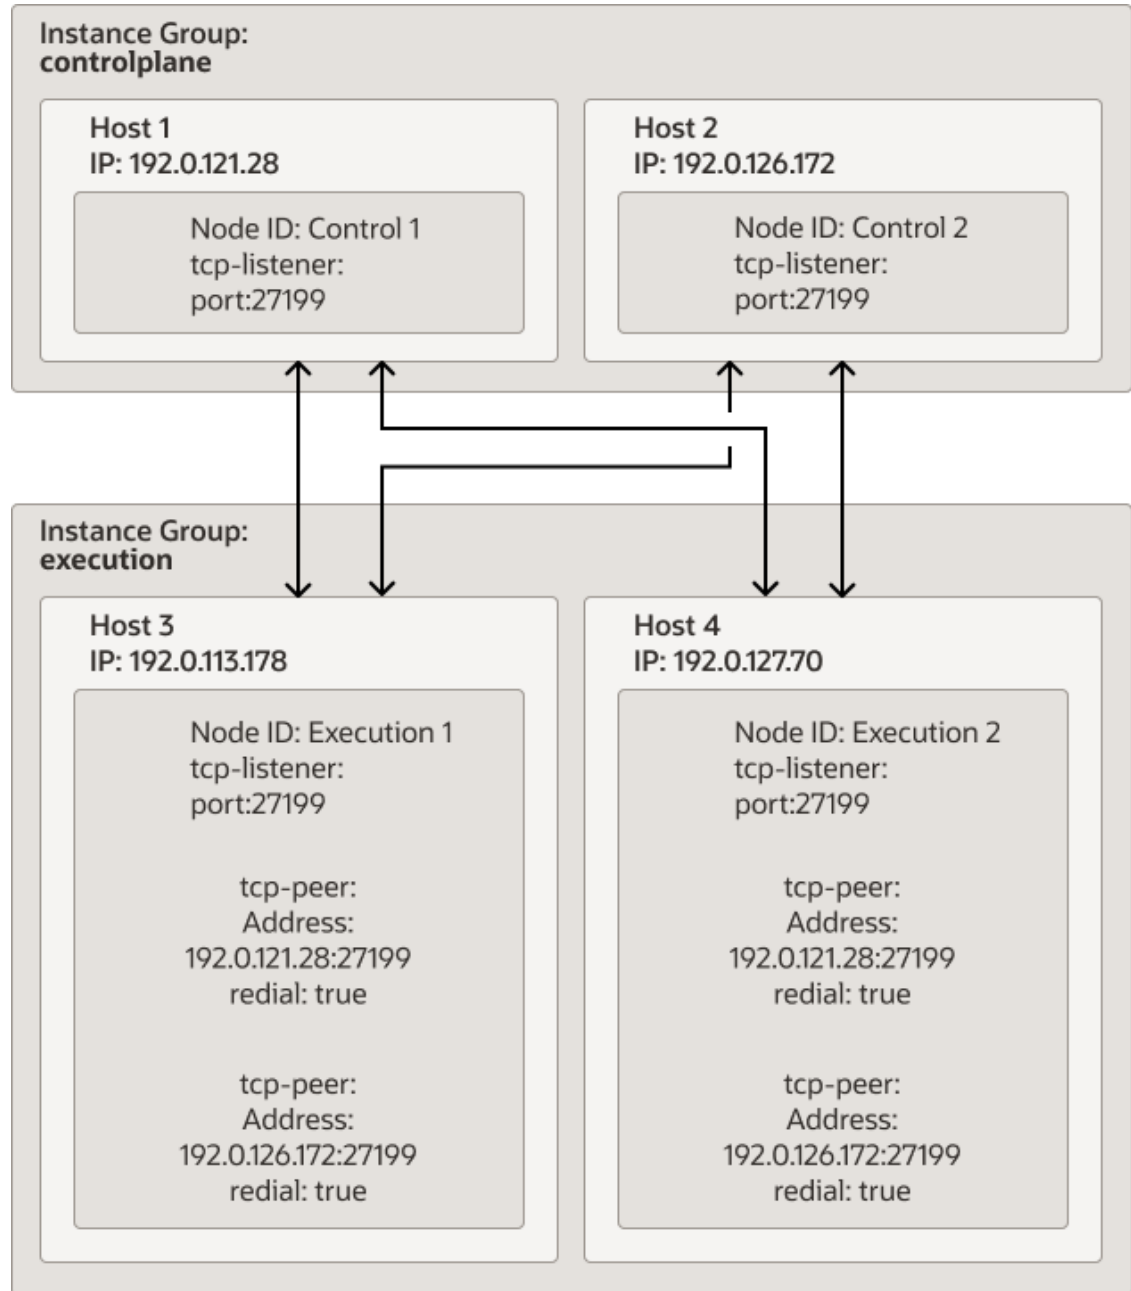 Instance Group:
controlplane
Host 1
IP: 192.0.121.28
Node ID: Control 1
tcp-listener:
port:27199
Host 2
IP: 192.0.126.172
Node ID: Control 2
tcp-listener:
port:27199
Instance Group:
execution
Host 3
IP: 192.0.113.178
Node ID: Execution 1
tcp-listener:
port:27199
tcp-peer:
Address:
192.0.121.28:27199
redial: true
tcp-peer:
Address:
192.0.126.172:27199
redial: true
Host 4
IP: 192.0.127.70
Node ID: Execution 2
tcp-listener:
port:27199
tcp-peer:
Address:
192.0.121.28:27199
redial: true
tcp-peer:
Address:
192.0.126.172:27199
redial: true